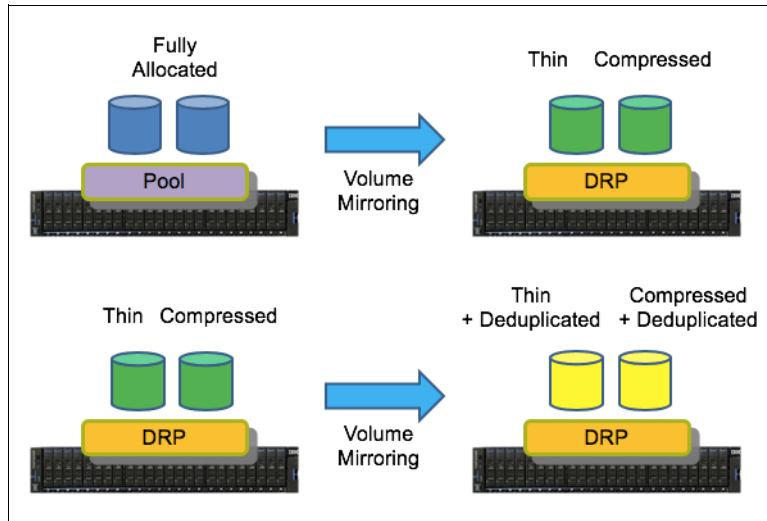 Fully
Allocated
Thin Compressed
Pool
Volume
Mirroring
DRP
Thin Compressed
Thin
+ Deduplicated
Compressed
+ Deduplicated
DRP
Volume
Mirroring
DRP